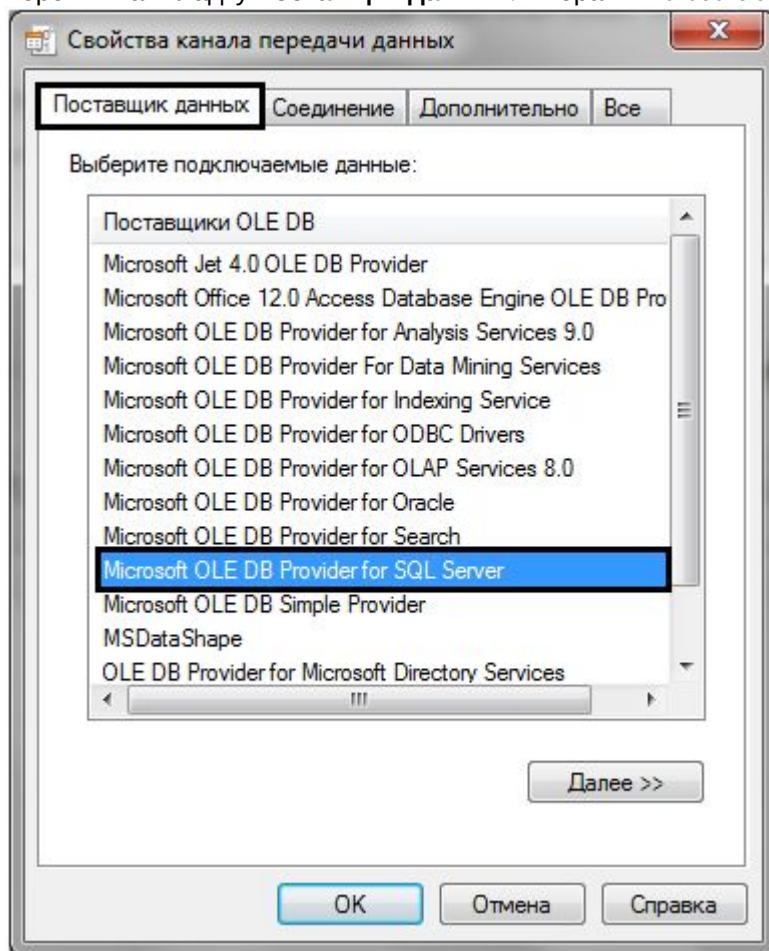 Свойства канала передачи данных
Поставщик данных Соединение Дополнительно Все
Выберите подключаемые данные:
Поставщики OLE DB
Microsoft Jet 4.0 OLE DB Provider
Microsoft Office 12.0 Access Database Engine OLE DB Pro
Microsoft OLE DB Provider for Analysis Services 9.0
Microsoft OLE DB Provider For Data Mining Services
Microsoft OLE DB Provider for Indexing Service
Microsoft OLE DB Provider for ODBC Drivers
Microsoft OLE DB Provider for OLAP Services 8.0
Microsoft OLE DB Provider for Oracle
Microsoft OLE DB Provider for Search
Microsoft OLE DB Provider for SQL Server
Microsoft OLE DB Simple Provider
MSDataShape
OLE DB Provider for Microsoft Directory Services
Далее >>
OK Отмена Справка